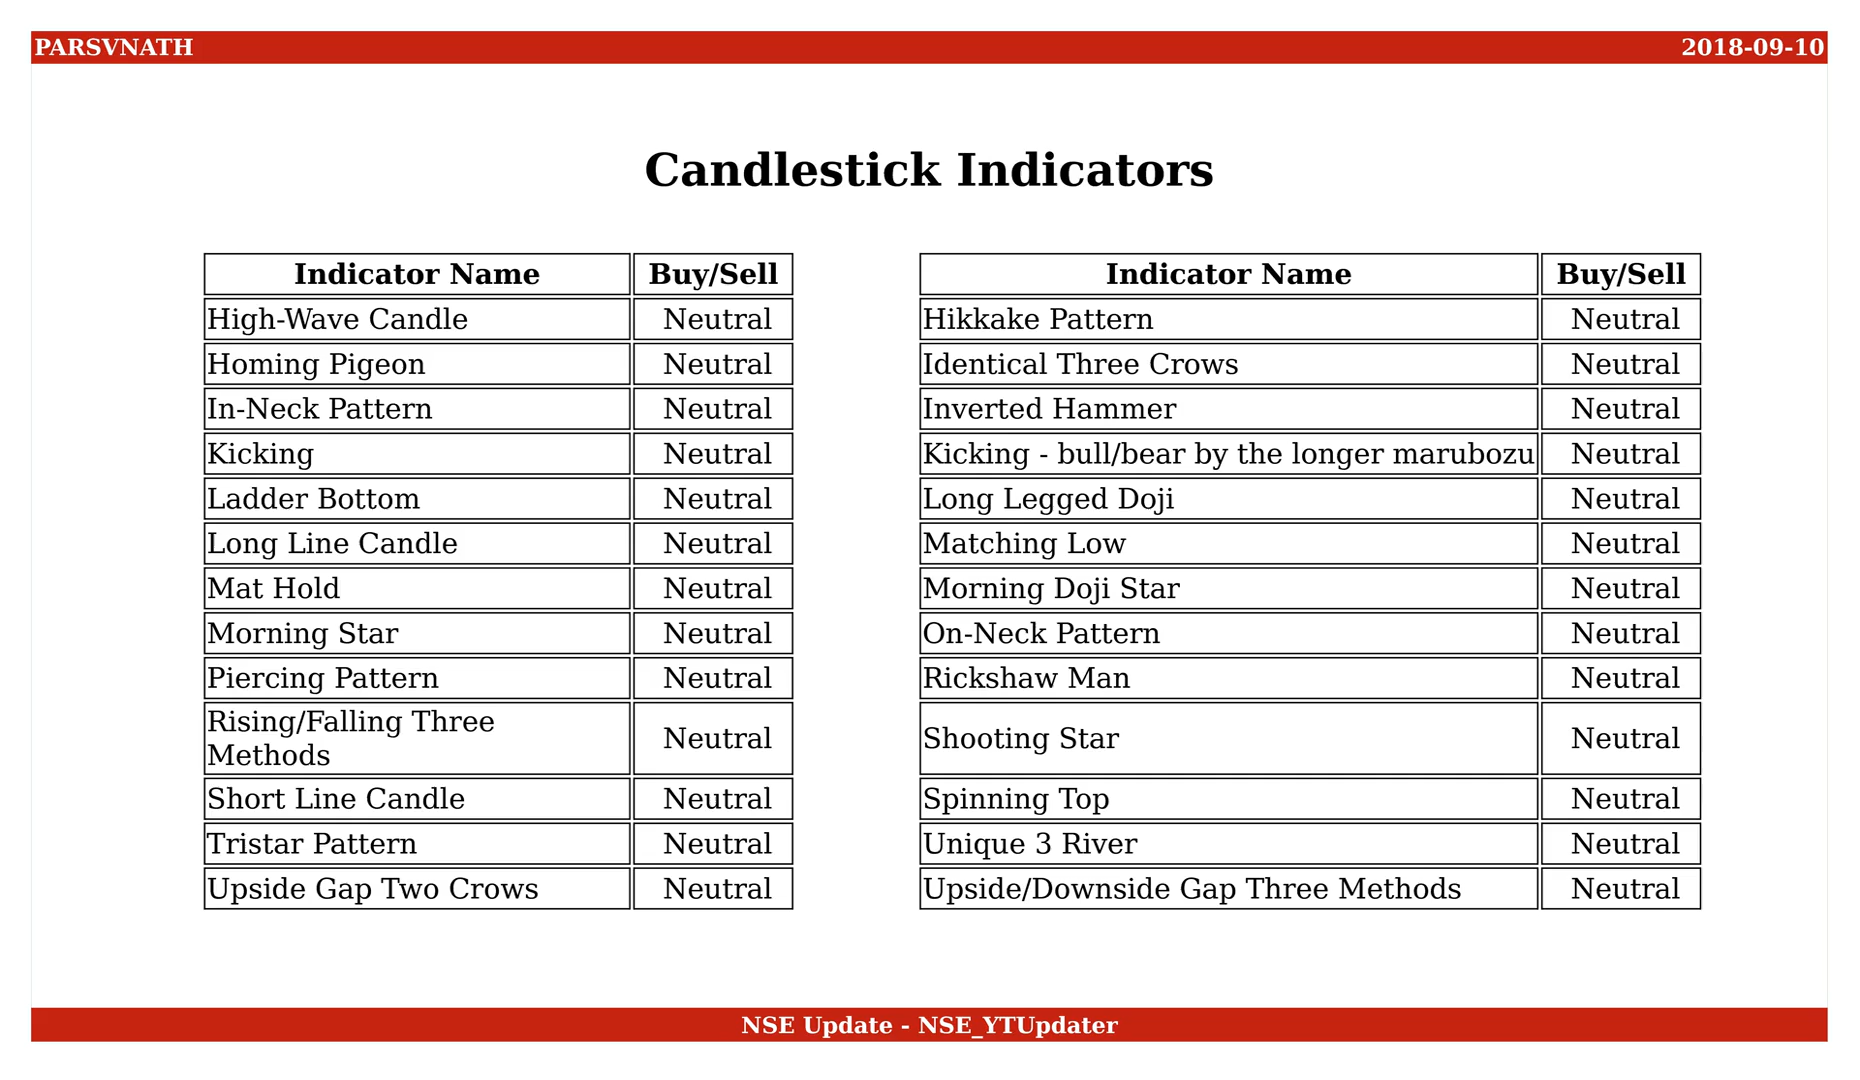 PARSVNATH 2018-09-10
Candlestick Indicators
Indicator Name Buy/Sell Indicator Name Buy/Sell
High-Wave Candle Neutral Hikkake Pattern Neutral
Homing Pigeon Neutral Identical Three Crows Neutral
In-Neck Pattern Neutral Inverted Hammer Neutral
Kicking Neutral Kicking - bull/bear by the longer marubozu Neutral
Ladder Bottom Neutral Long Legged Doji Neutral
Long Line Candle Neutral Matching Low Neutral
Mat Hold Neutral Morning Doji Star Neutral
Morning Star Neutral On-Neck Pattern Neutral
Piercing Pattern Neutral Rickshaw Man Neutral
Rising/Falling Three
Methods Neutral Shooting Star Neutral
Short Line Candle Neutral Spinning Top Neutral
Tristar Pattern Neutral Unique 3 River Neutral
Upside Gap Two Crows Neutral Upside/Downside Gap Three Methods Neutral
NSE Update - NSE_YTUpdater